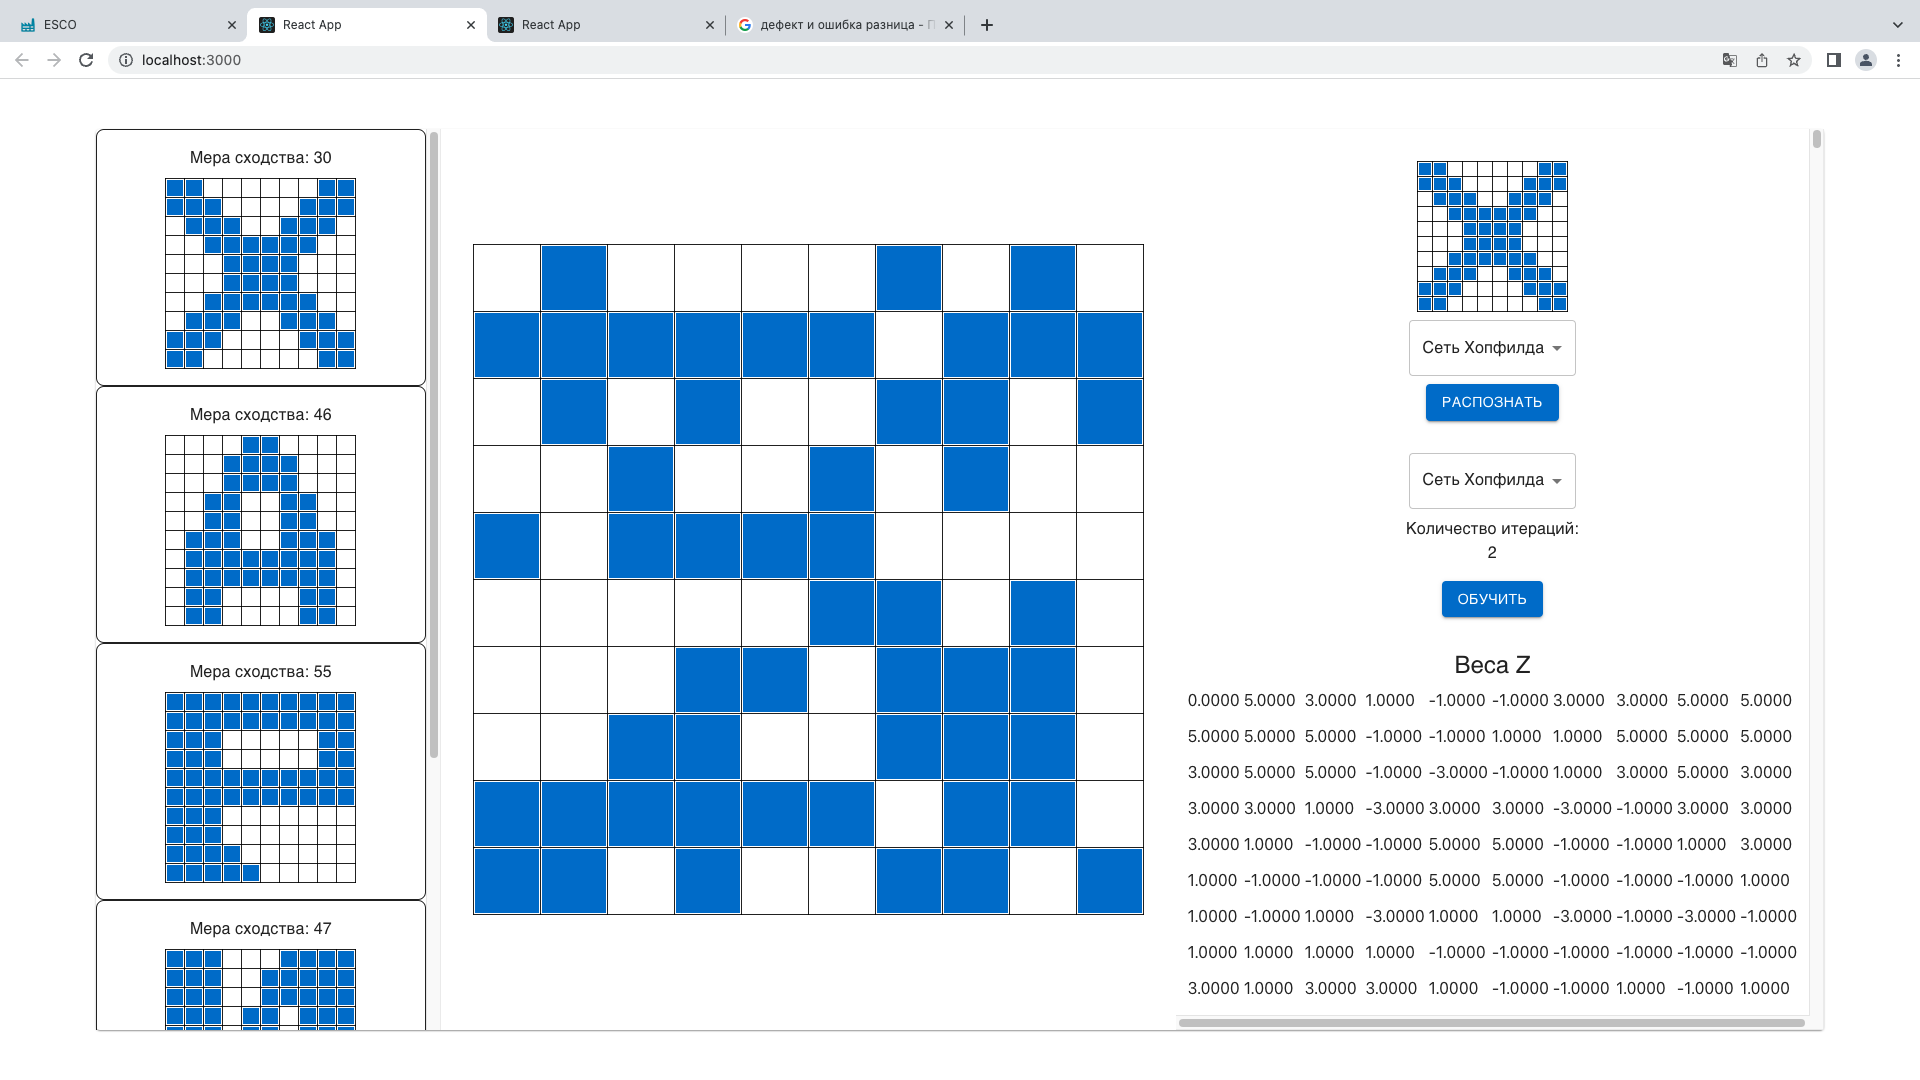 ESCO
React App
React App
дефект и ошибка разница -
localhost:3000
Мера сходства: 30
Мера сходства: 46
Мера сходства: 55
Мера сходства: 47
Сеть Хопфилда
РАСПОЗНАТЬ
Сеть Хопфилда
Количество итераций:
2
ОБУЧИТЬ
Веса Z
0.0000 5.0000 3.0000 1.0000 -1.0000 -1.0000 3.0000 3.0000 5.0000 5.0000
5.0000 5.0000 5.0000 -1.0000 -1.0000 1.0000 1.0000 5.0000 5.0000 5.0000
3.0000 5.0000 5.0000 -1.0000 -3.0000 -1.0000 1.0000 3.0000 5.0000 3.0000
3.0000 3.0000 1.0000 -3.0000 3.0000 3.0000 -3.0000 -1.0000 3.0000 3.0000
3.0000 1.0000 -1.0000 -1.0000 5.0000 5.0000 -1.0000 -1.0000 1.0000 3.0000
1.0000 -1.0000 -1.0000 -1.0000 5.0000 5.0000 -1.0000 -1.0000 -1.0000 1.0000
1.0000 -1.0000 1.0000 -3.0000 1.0000 1.0000 -3.0000 -1.0000 -3.0000 -1.0000
1.0000 1.0000 1.0000 1.0000 -1.0000 -1.0000 -1.0000 -1.0000 -1.0000 -1.0000
3.0000 1.0000 3.0000 3.0000 1.0000 -1.0000 -1.0000 1.0000 -1.0000 1.0000